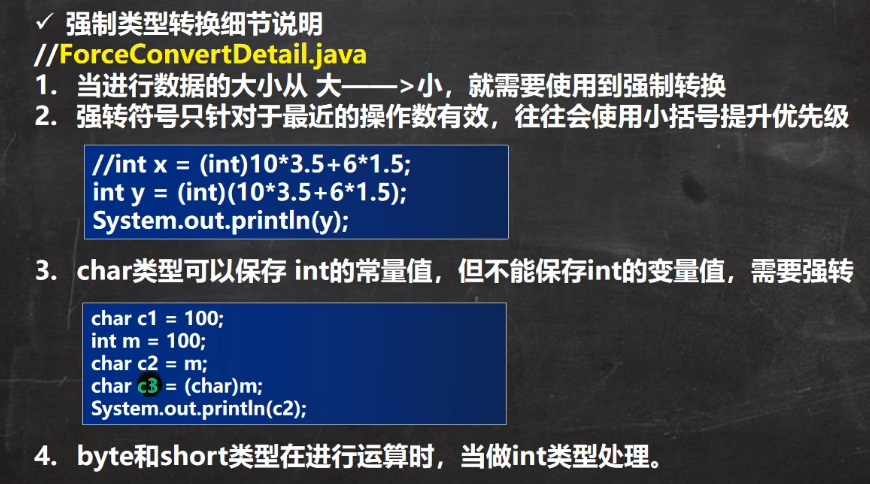 ✓ 强制类型转换细节说明
//ForceConvertDetail.java
1. 当进行数据的大小从 大——>小，就需要使用到强制转换
2. 强转符号只针对于最近的操作数有效，往往会使用小括号提升优先级
//int x = (int)10*3.5+6*1.5;
int y = (int)(10*3.5+6*1.5);
System.out.println(y);
3. char类型可以保存 int的常量值，但不能保存int的变量值，需要强转
char c1 = 100;
int m = 100;
char c2 = m;
char c3 = (char)m;
System.out.println(c2);
4. byte和short类型在进行运算时，当做int类型处理。